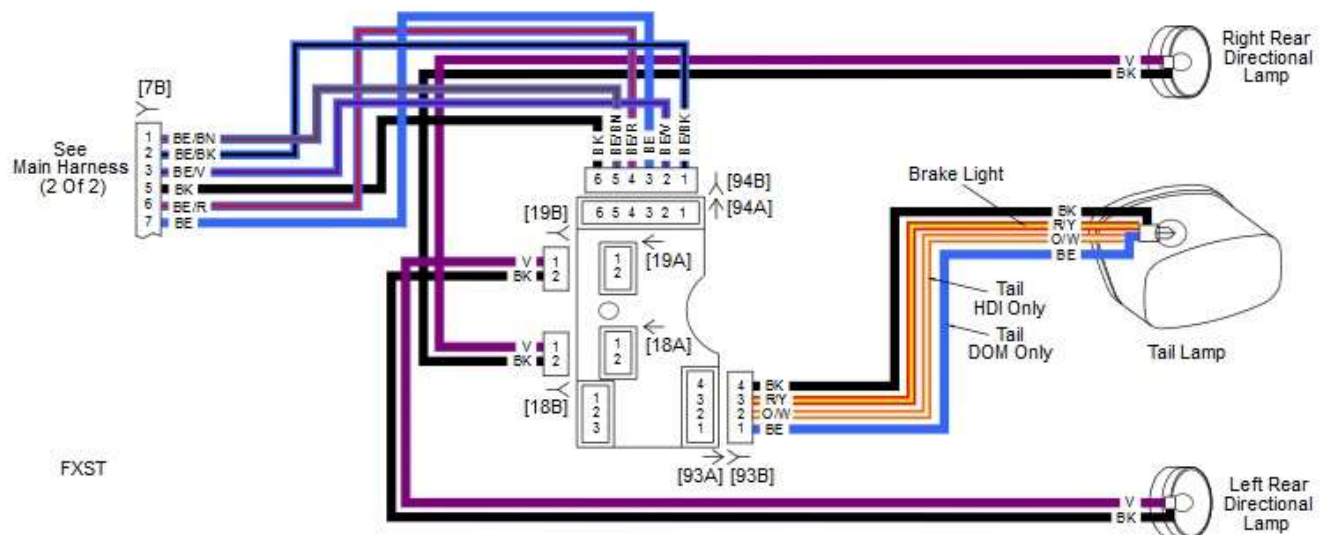 Right Rear
Directional
Lamp
V
BK
[7B]
See
Main Harness
(2 Of 2)
1 BE/BN
2 BE/BK
3 BE/V
5 BK
6 BE/R
7 BE
BK
BE/BN
BE/R
BE
BE/V
BE/BK
6 5 4 3 2 1
[94B]
[94A]
6 5 4 3 2 1
Brake Light
BK
R/Y
O/W
BE
Tail
HDI Only
Tail
DOM Only
Tail Lamp
[19B]
V 1
BK 2
1
2
[19A]
V 1
BK 2
1
2
[18A]
[18B]
1
2
3
4
3
2
1
4 BK
3 R/Y
2 O/W
1 BE
[93A] [93B]
FXST
V
BK
Left Rear
Directional
Lamp